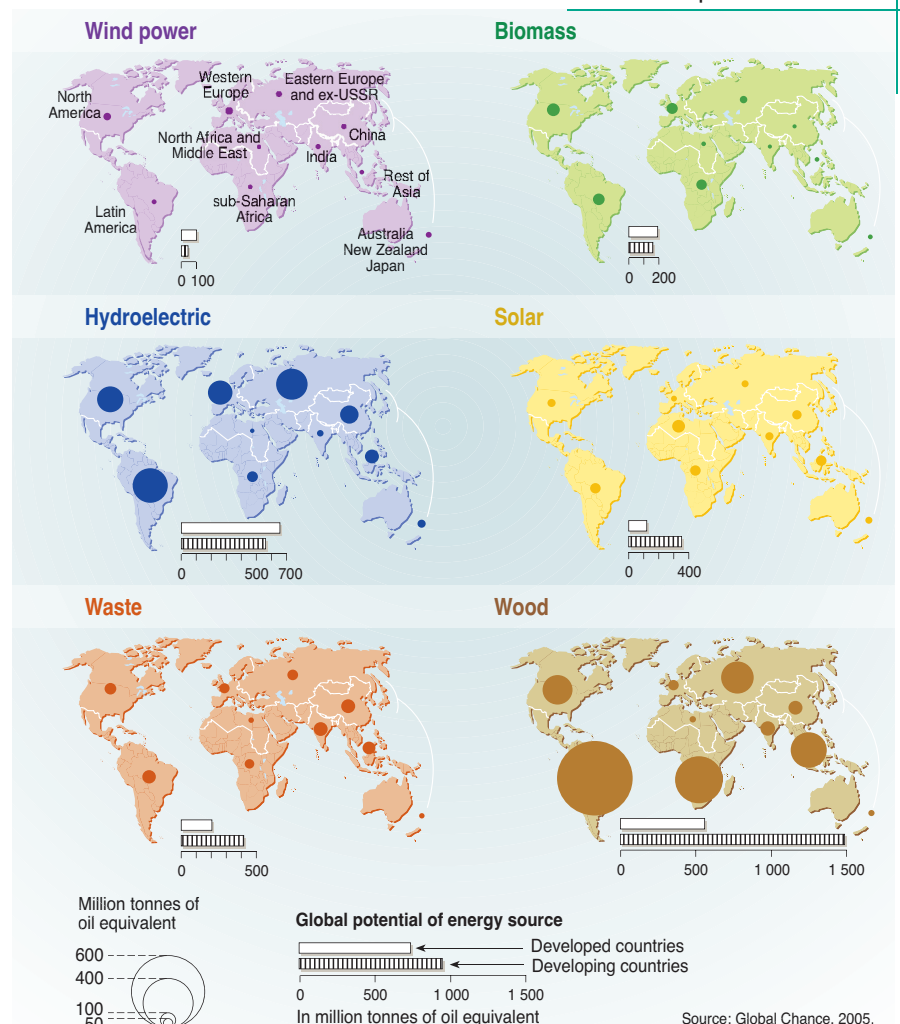 Wind power
Biomass
North
America
Western
Europe
Eastern Europe
and ex-USSR
North Africa and
Middle East
China
India
Rest of
Asia
sub-Saharan
Africa
Latin
America
Australia
New Zealand
Japan
0 100
0 200
Hydroelectric
Solar
0 500 700
0 400
Waste
Wood
0 500
0 500 1 000 1 500
Million tonnes of
oil equivalent
600
400
100
50
Global potential of energy source
Developed countries
Developing countries
0 500 1 000 1 500
In million tonnes of oil equivalent
Source: Global Chance, 2005.